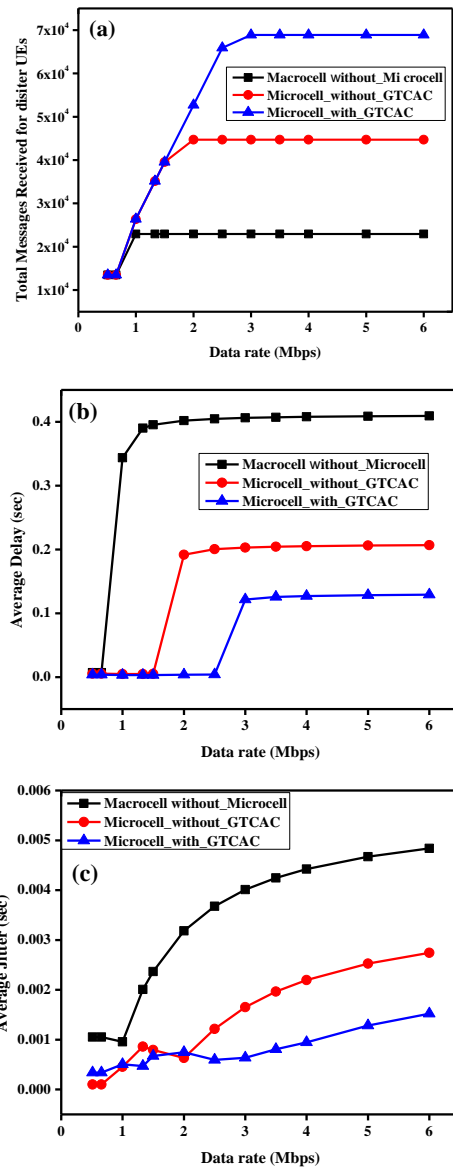 (a)
Total Messages Received for disiter UEs
7x10⁴
6x10⁴
5x10⁴
4x10⁴
3x10⁴
2x10⁴
1x10⁴
Macrocell without_Mi crocell
Microcell_without_GTCAC
Microcell_with_GTCAC
0 1 2 3 4 5 6
Data rate (Mbps)
(b)
Average Delay (sec)
0.4
0.3
0.2
0.1
0.0
Macrocell without_Microcell
Microcell_without_GTCAC
Microcell_with_GTCAC
0 1 2 3 4 5 6
Data rate (Mbps)
0.006
Macrocell without_Microcell
Microcell_without_GTCAC
Microcell_with_GTCAC
(c)
Average Jitter (sec)
0.005
0.004
0.003
0.002
0.001
0.000
0 1 2 3 4 5 6
Data rate (Mbps)